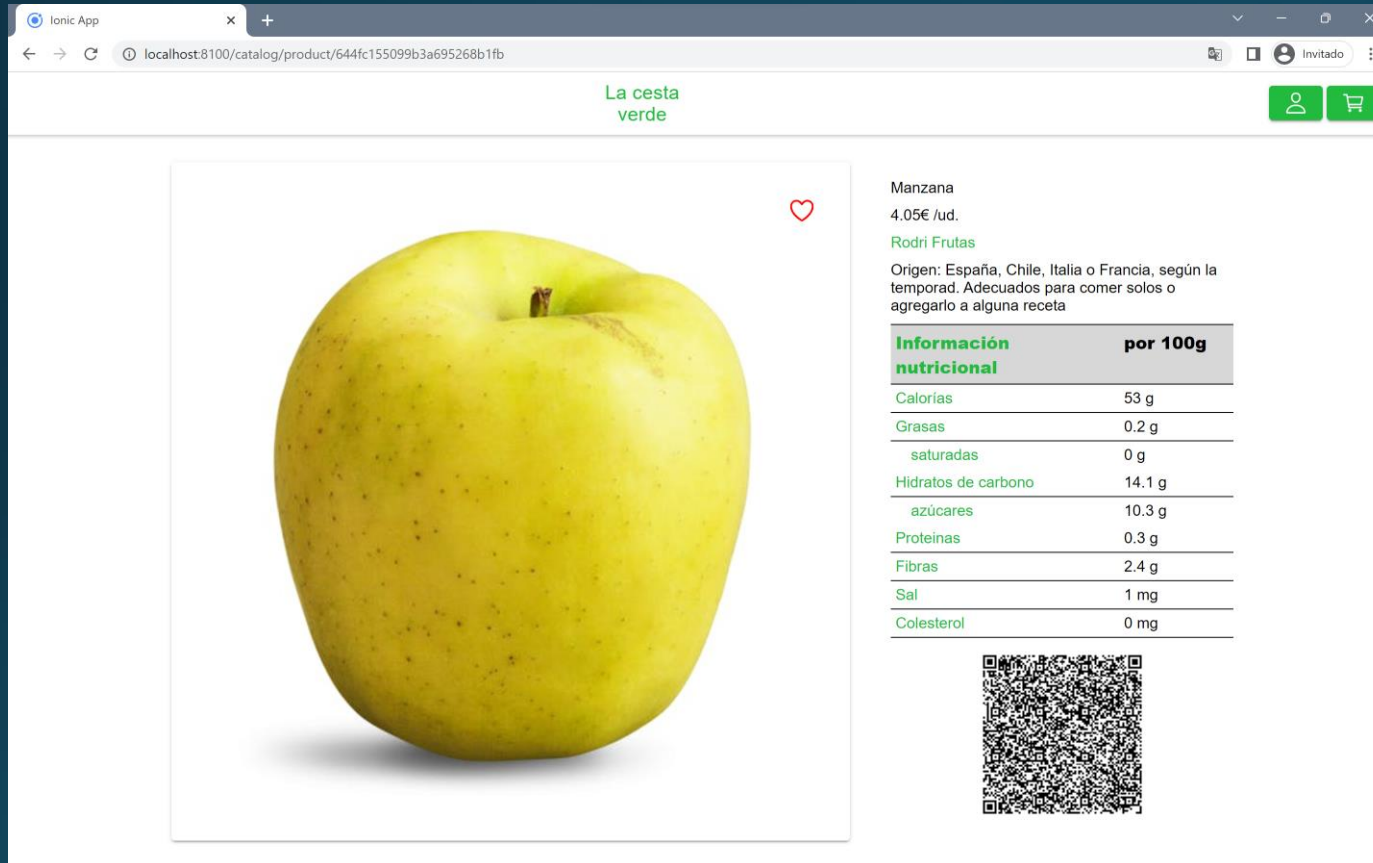 Ionic App
localhost:8100/catalog/product/644fc155099b3a695268b1fb
Invitado
La cesta
verde
Manzana
4.05€ /ud.
Rodri Frutas
Origen: España, Chile, Italia o Francia, según la
temporad. Adecuados para comer solos o
agregarlo a alguna receta
Información nutricional por 100g
Calorías 53 g
Grasas 0.2 g
saturadas 0 g
Hidratos de carbono 14.1 g
azúcares 10.3 g
Proteinas 0.3 g
Fibras 2.4 g
Sal 1 mg
Colesterol 0 mg